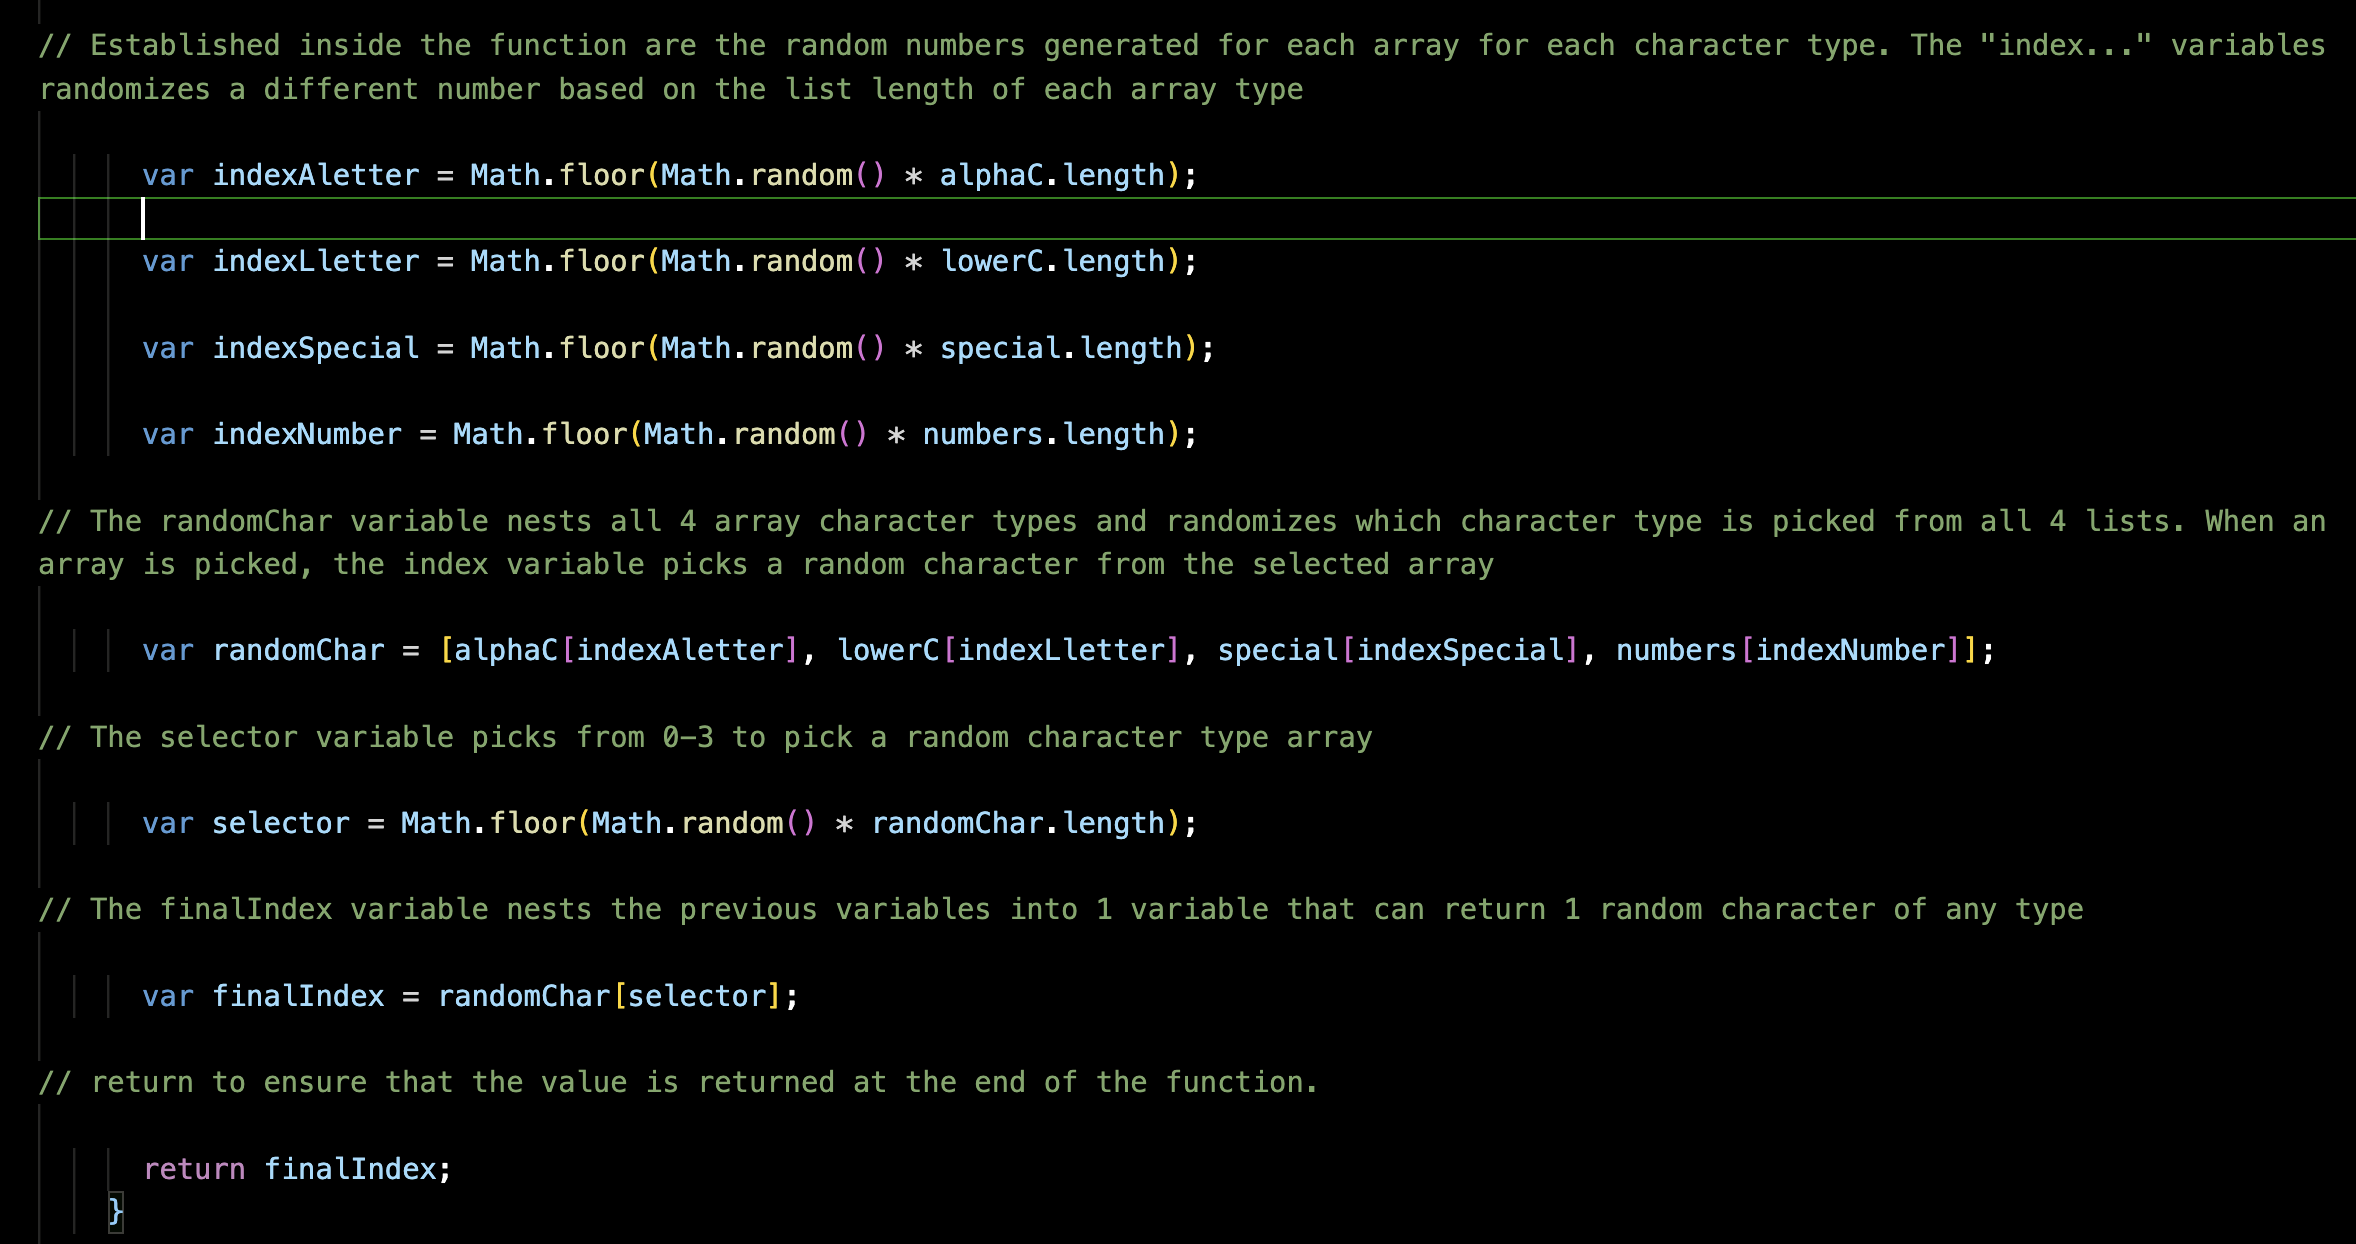 // Established inside the function are the random numbers generated for each array for each character type. The "index..." variables
randomizes a different number based on the list length of each array type
var indexAletter = Math.floor(Math.random() * alphaC.length);
var indexLletter = Math.floor(Math.random() * lowerC.length);
var indexSpecial = Math.floor(Math.random() * special.length);
var indexNumber = Math.floor(Math.random() * numbers.length);
// The randomChar variable nests all 4 array character types and randomizes which character type is picked from all 4 lists. When an
array is picked, the index variable picks a random character from the selected array
var randomChar = [alphaC[indexAletter], lowerC[indexLletter], special[indexSpecial], numbers[indexNumber]];
// The selector variable picks from 0-3 to pick a random character type array
var selector = Math.floor(Math.random() * randomChar.length);
// The finalIndex variable nests the previous variables into 1 variable that can return 1 random character of any type
var finalIndex = randomChar[selector];
// return to ensure that the value is returned at the end of the function.
return finalIndex;
}